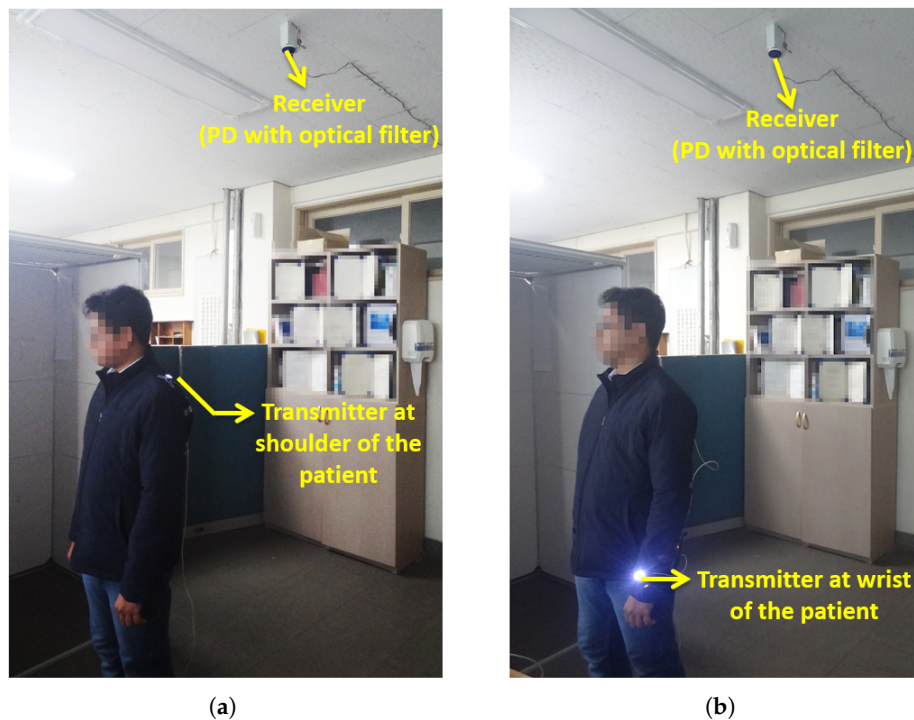 Receiver
(PD with optical filter)
Transmitter at
shoulder of the
patient
(a)
Receiver
(PD with optical filter)
Transmitter at wrist
of the patient
(b)